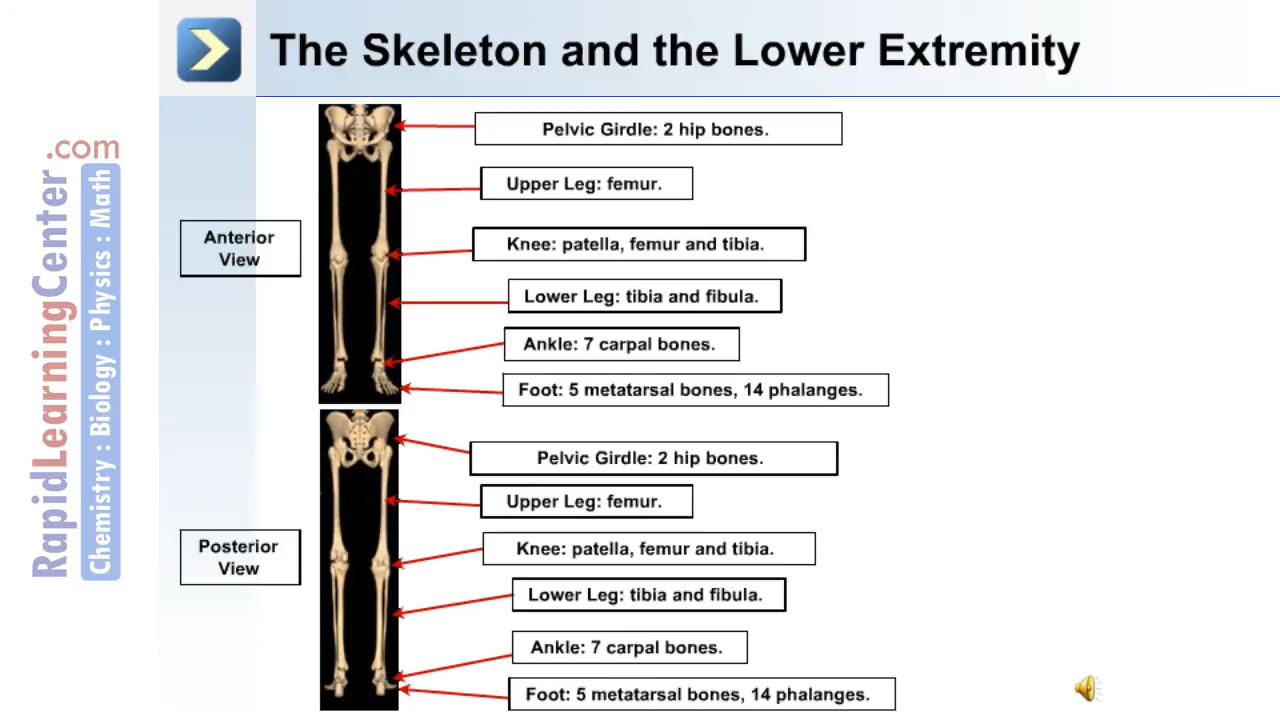 The Skeleton and the Lower Extremity
RapidLearningCenter.com
Chemistry : Biology : Physics : Math
Anterior
View
Pelvic Girdle: 2 hip bones.
Upper Leg: femur.
Knee: patella, femur and tibia.
Lower Leg: tibia and fibula.
Ankle: 7 carpal bones.
Foot: 5 metatarsal bones, 14 phalanges.
Posterior
View
Pelvic Girdle: 2 hip bones.
Upper Leg: femur.
Knee: patella, femur and tibia.
Lower Leg: tibia and fibula.
Ankle: 7 carpal bones.
Foot: 5 metatarsal bones, 14 phalanges.